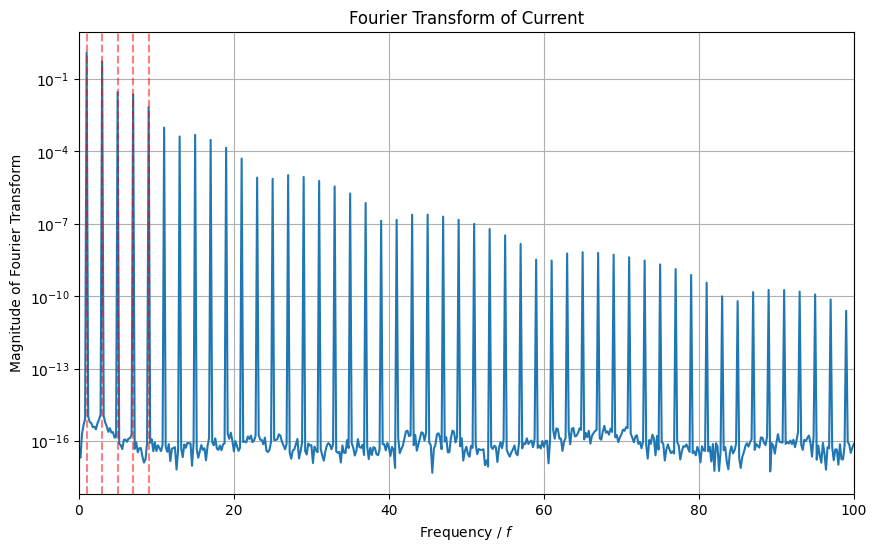 Fourier Transform of Current
Magnitude of Fourier Transform
10⁻¹
10⁻⁴
10⁻⁷
10⁻¹⁰
10⁻¹³
10⁻¹⁶
0 20 40 60 80 100
Frequency / f